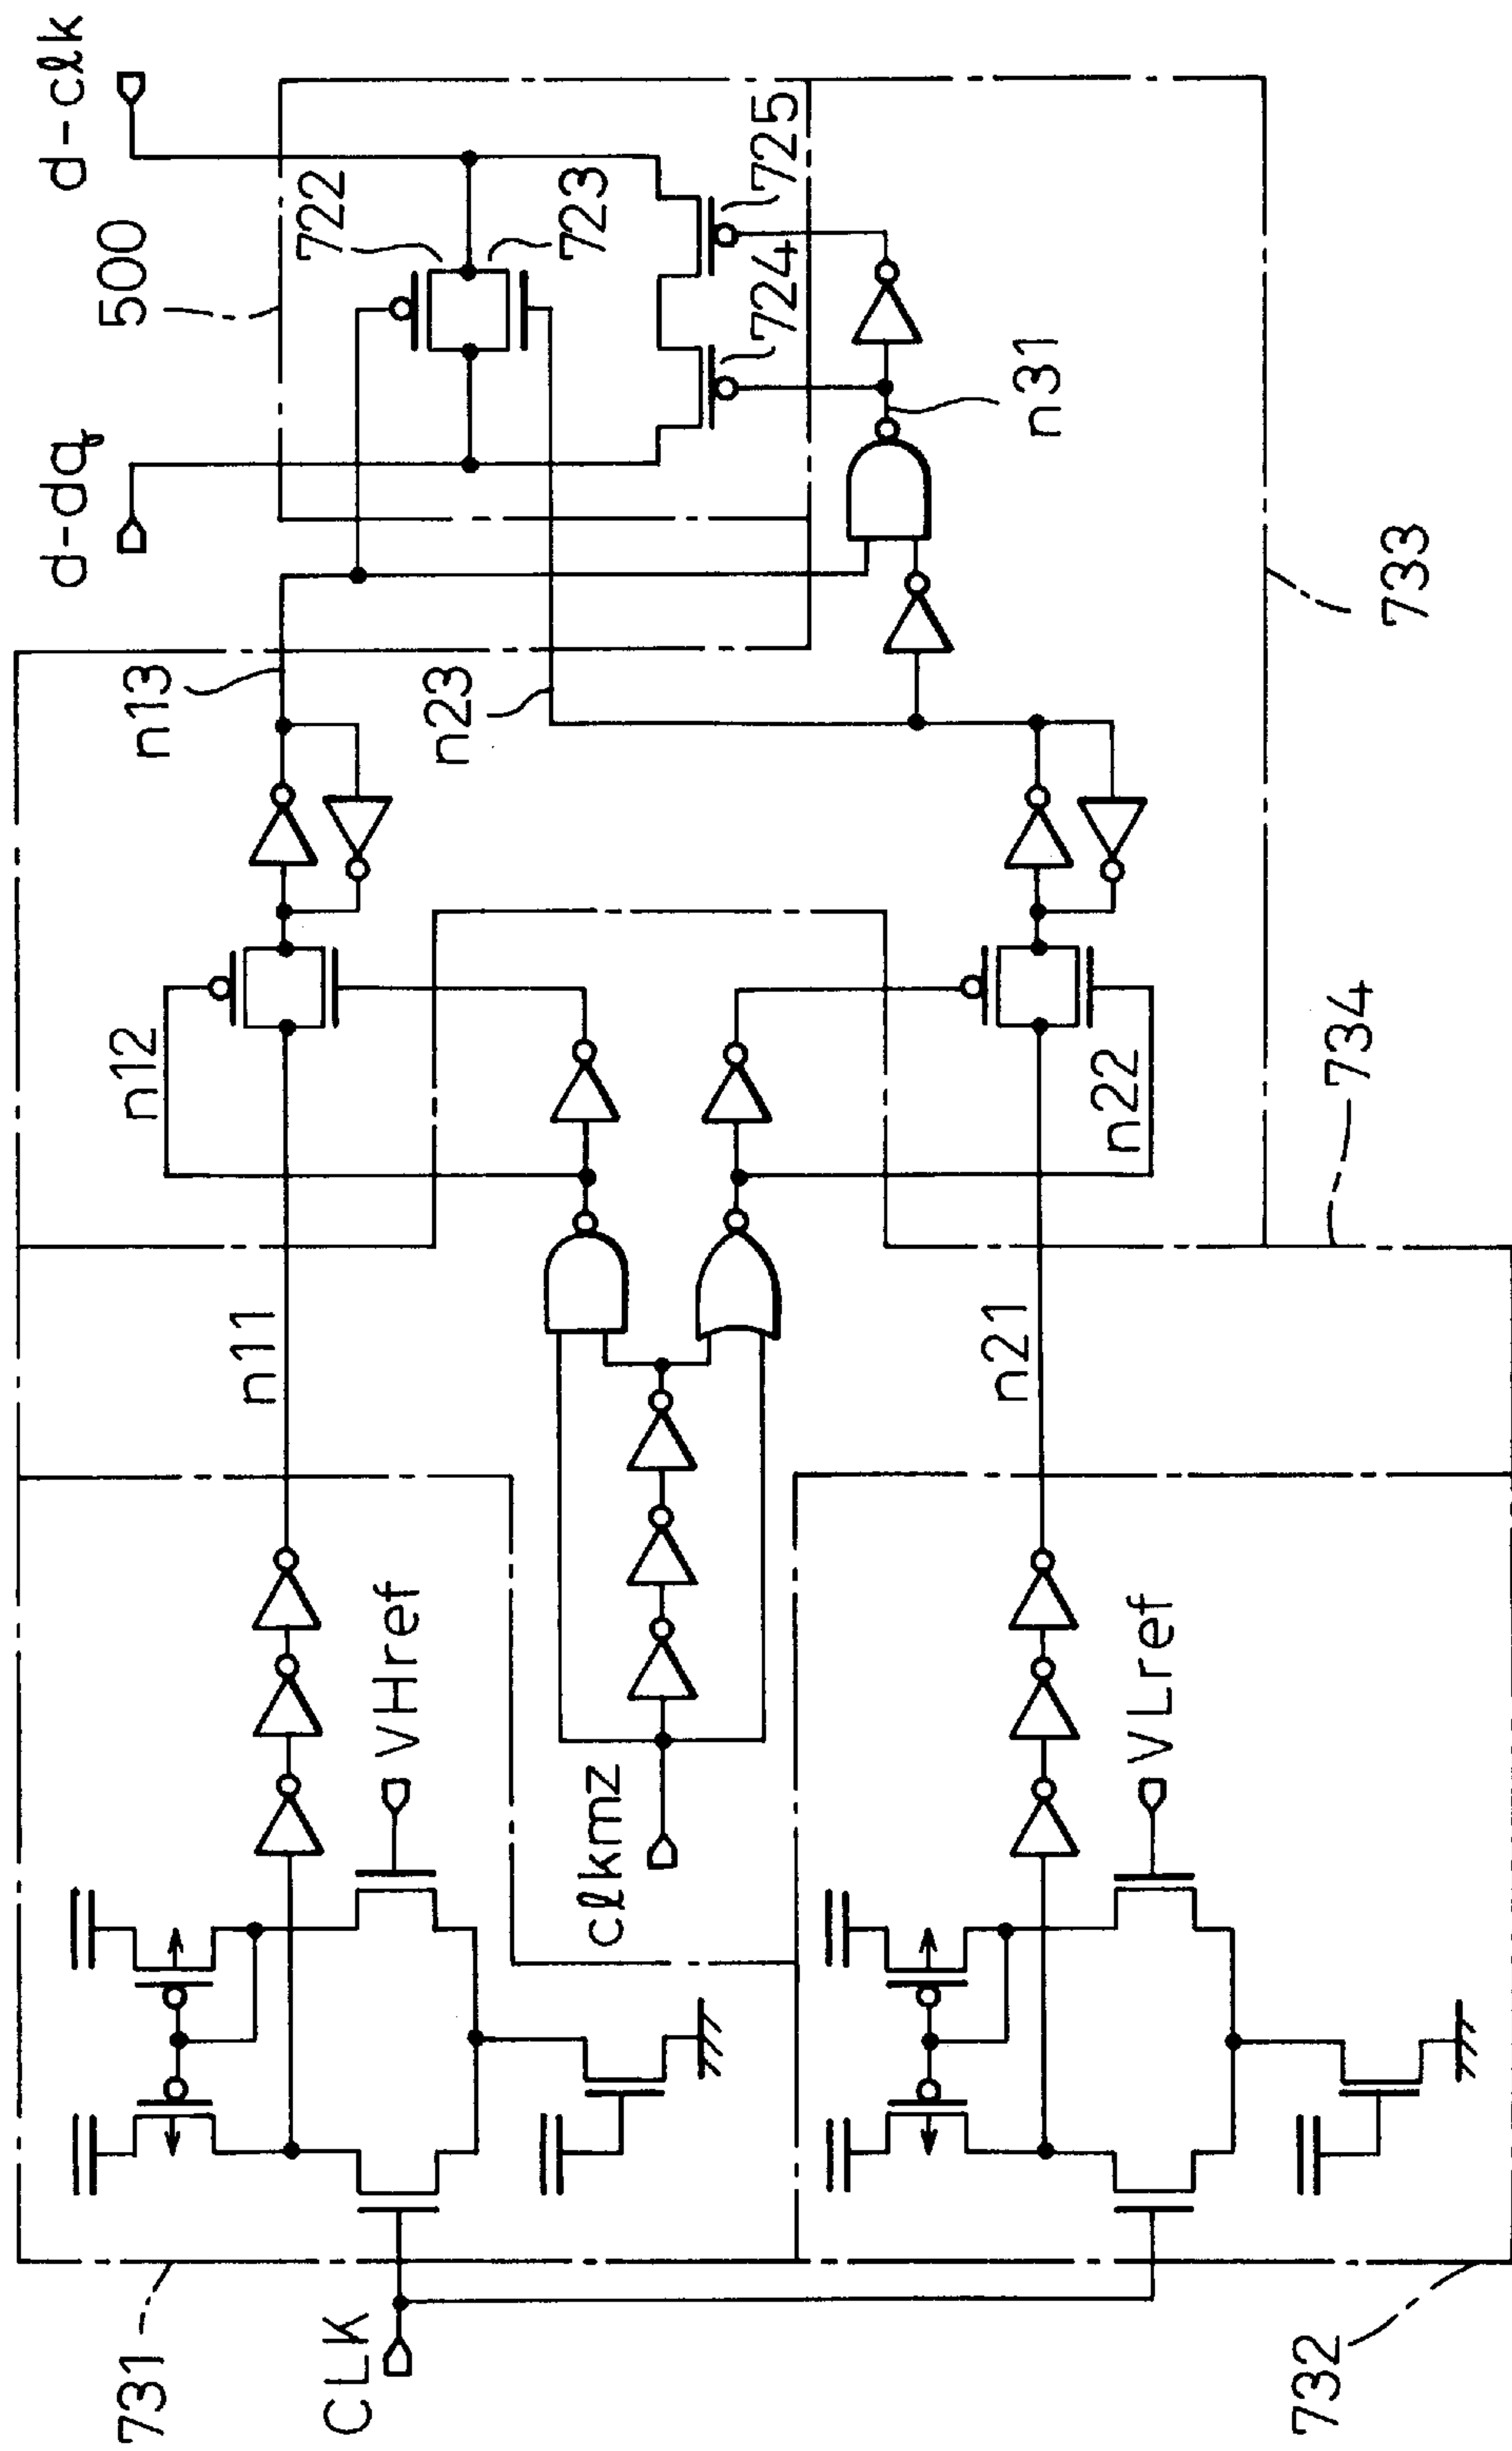 731
CLK
732
VHref
clkmz
VLref
n11
n21
n12
n22
734
n13
n23
733
n31
d-dq
500
722
723
724
725
d-clk